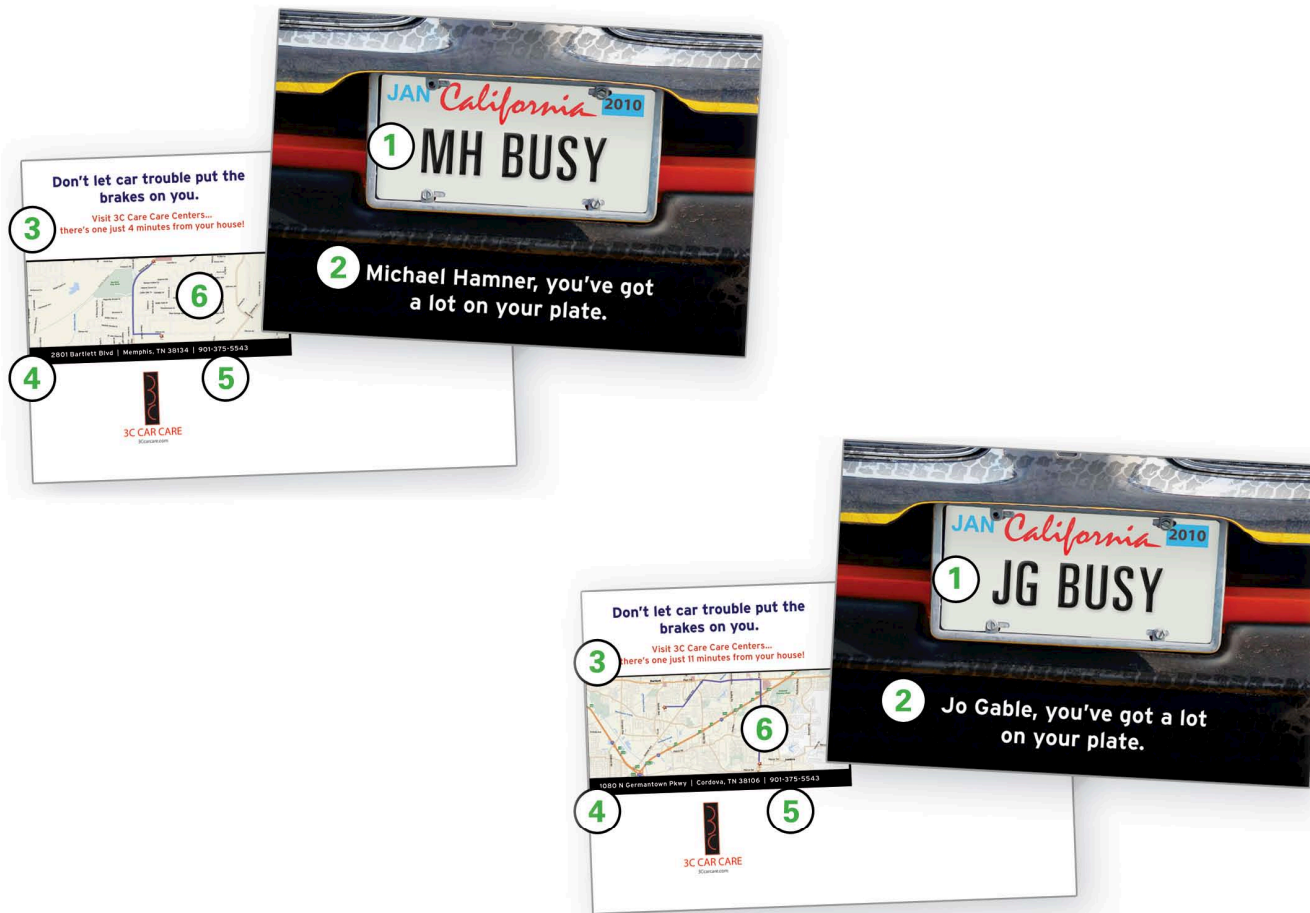 JAN California 2010
1
MH BUSY
2
Michael Hamner, you've got
a lot on your plate.
Don't let car trouble put the
brakes on you.
3
Visit 3C Care Care Centers...
there's one just 4 minutes from your house!
6
2801 Bartlett Blvd | Memphis, TN 38134 | 901-375-5543
4
5
3C CAR CARE
3Ccarcare.com
JAN California 2010
1
JG BUSY
2
Jo Gable, you've got a lot
on your plate.
Don't let car trouble put the
brakes on you.
3
Visit 3C Care Care Centers...
there's one just 11 minutes from your house!
6
1080 N Germantown Pkwy | Cordova, TN 38106 | 901-375-5543
4
5
3C CAR CARE
3Ccarcare.com